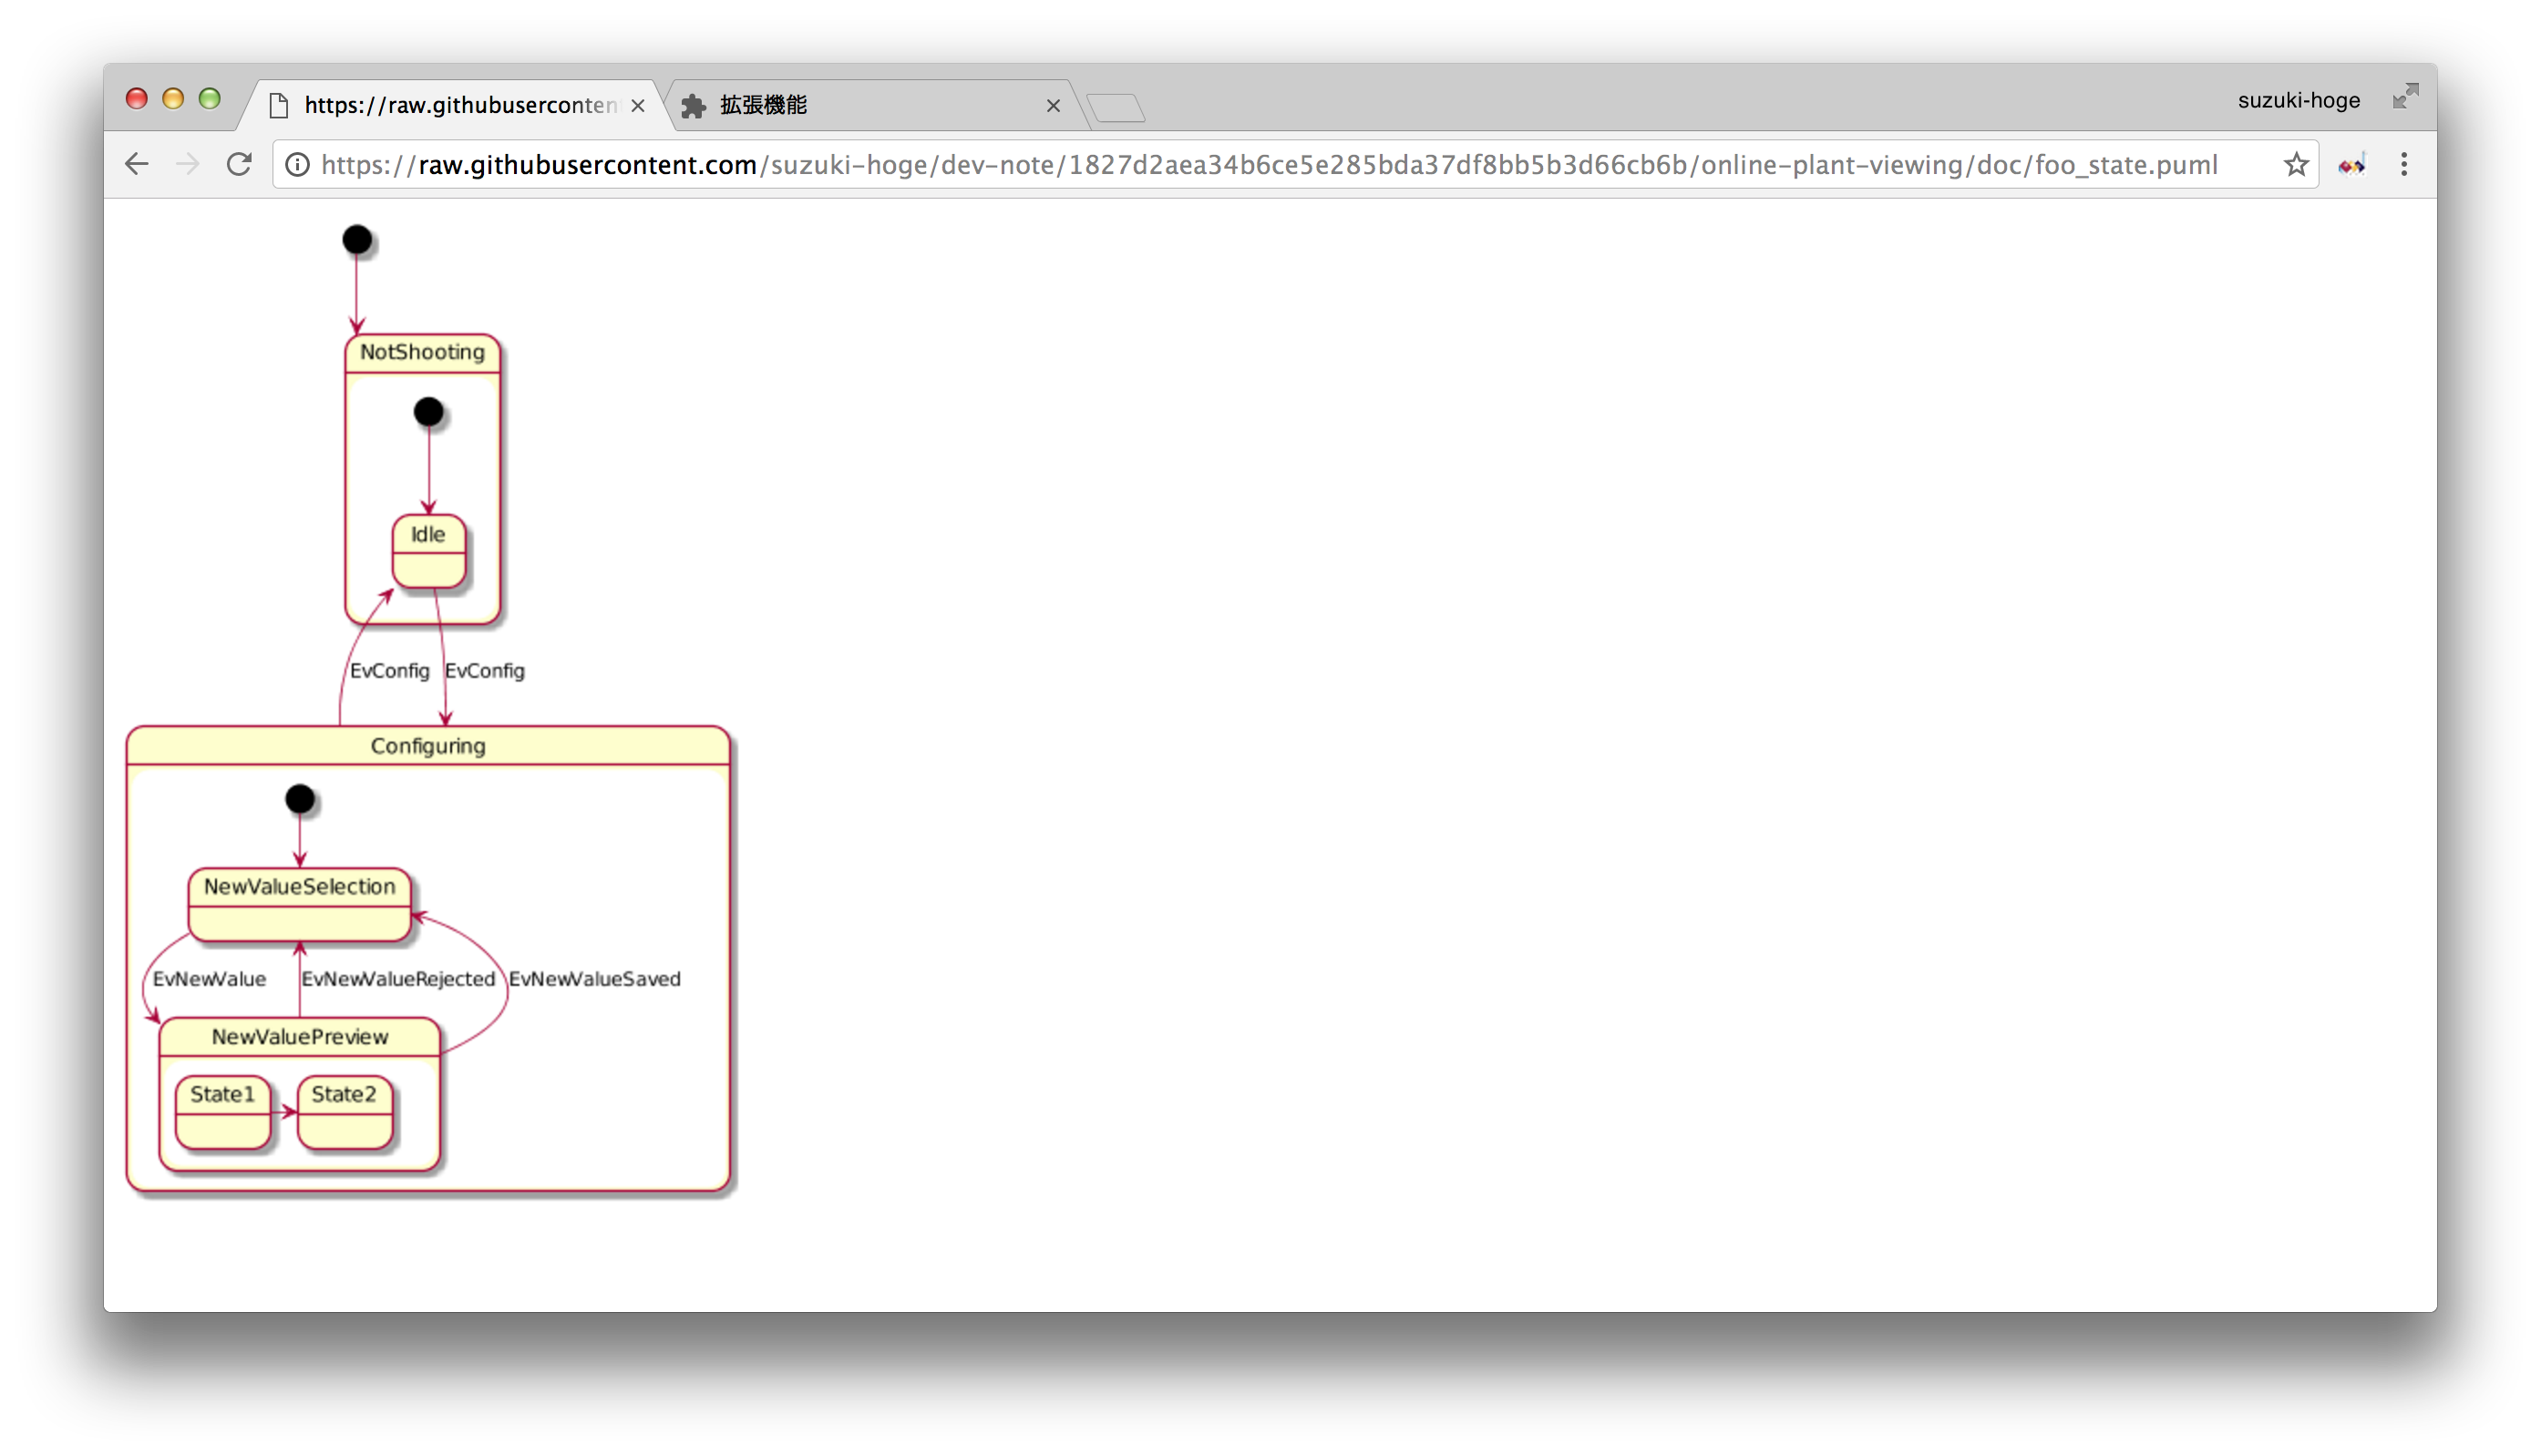 https://raw.githubusercontent
拡張機能
suzuki-hoge
https://raw.githubusercontent.com/suzuki-hoge/dev-note/1827d2aea34b6ce5e285bda37df8bb5b3d66cb6b/online-plant-viewing/doc/foo_state.puml
NotShooting
Idle
EvConfig EvConfig
Configuring
NewValueSelection
EvNewValue EvNewValueRejected EvNewValueSaved
NewValuePreview
State1 State2